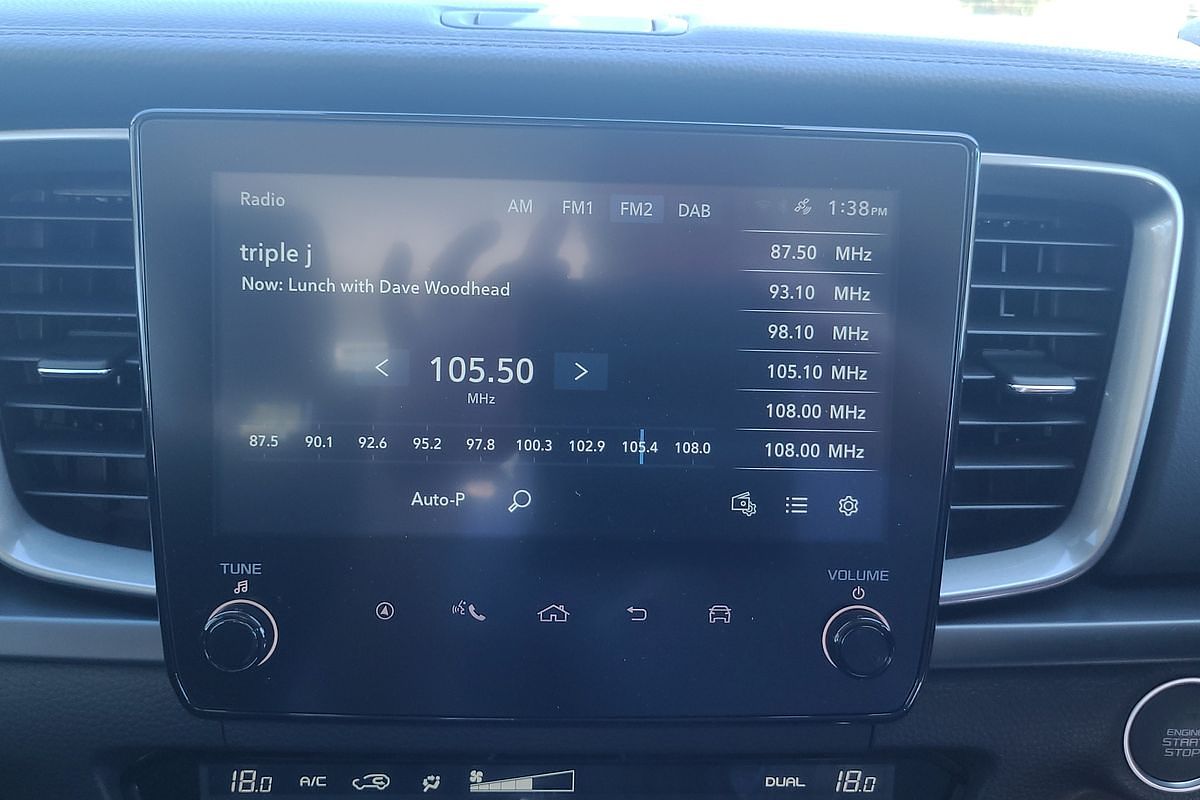 Radio
AM FM1 FM2 DAB
1:38PM
triple j
Now: Lunch with Dave Woodhead
105.50
MHz
87.5 90.1 92.6 95.2 97.8 100.3 102.9 105.4 108.0
Auto-P
87.50 MHz
93.10 MHz
98.10 MHz
105.10 MHz
108.00 MHz
108.00 MHz
TUNE
VOLUME
18.0 A/C DUAL 18.0
ENGINE
START
STOP